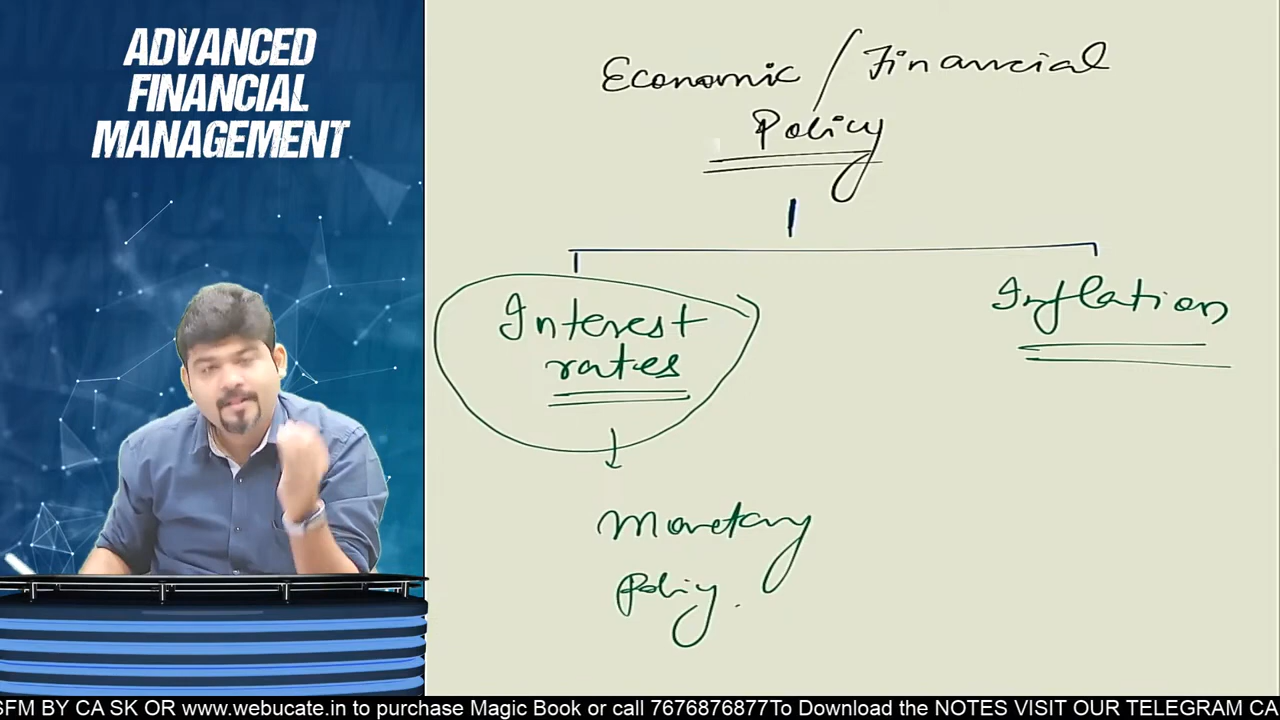 ADVANCED
FINANCIAL
MANAGEMENT
Economic / Financial
Policy
Interest
rates
Inflation
Monetary
Policy.
SFM BY CA SK OR www.webucate.in to purchase Magic Book or call 7676876877To Download the NOTES VISIT OUR TELEGRAM CA